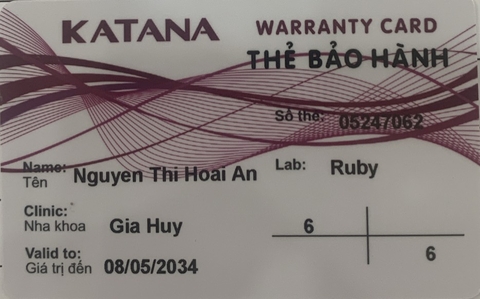 KATANA WARRANTY CARD
THẺ BẢO HÀNH
Số the: 05247062
Name:
Tên Nguyen Thi Hoai An Lab: Ruby
Clinic:
Nha khoa Gia Huy 6
Valid to:
Giá trị đến 08/05/2034 6